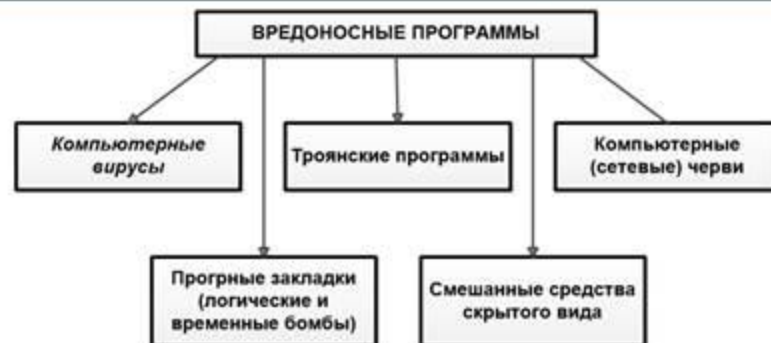 ВРЕДОНОСНЫЕ ПРОГРАММЫ
Компьютерные
вирусы
Троянские программы
Компьютерные
(сетевые) черви
Прогрные закладки
(логические и
временные бомбы)
Смешанные средства
скрытого вида